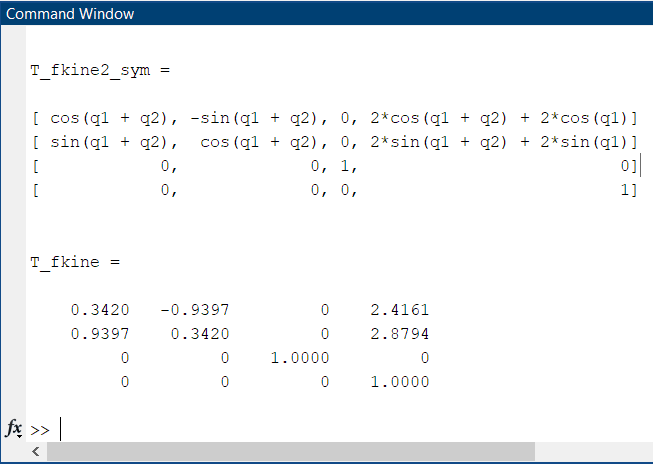 Command Window
T_fkine2_sym =
[ cos(q1 + q2), -sin(q1 + q2), 0, 2*cos(q1 + q2) + 2*cos(q1)]
[ sin(q1 + q2),  cos(q1 + q2), 0, 2*sin(q1 + q2) + 2*sin(q1)]
[            0,             0, 1,                          0]
[            0,             0, 0,                          1]
T_fkine =
0.3420   -0.9397         0    2.4161
0.9397    0.3420         0    2.8794
0         0    1.0000         0
0         0         0    1.0000
fx >>